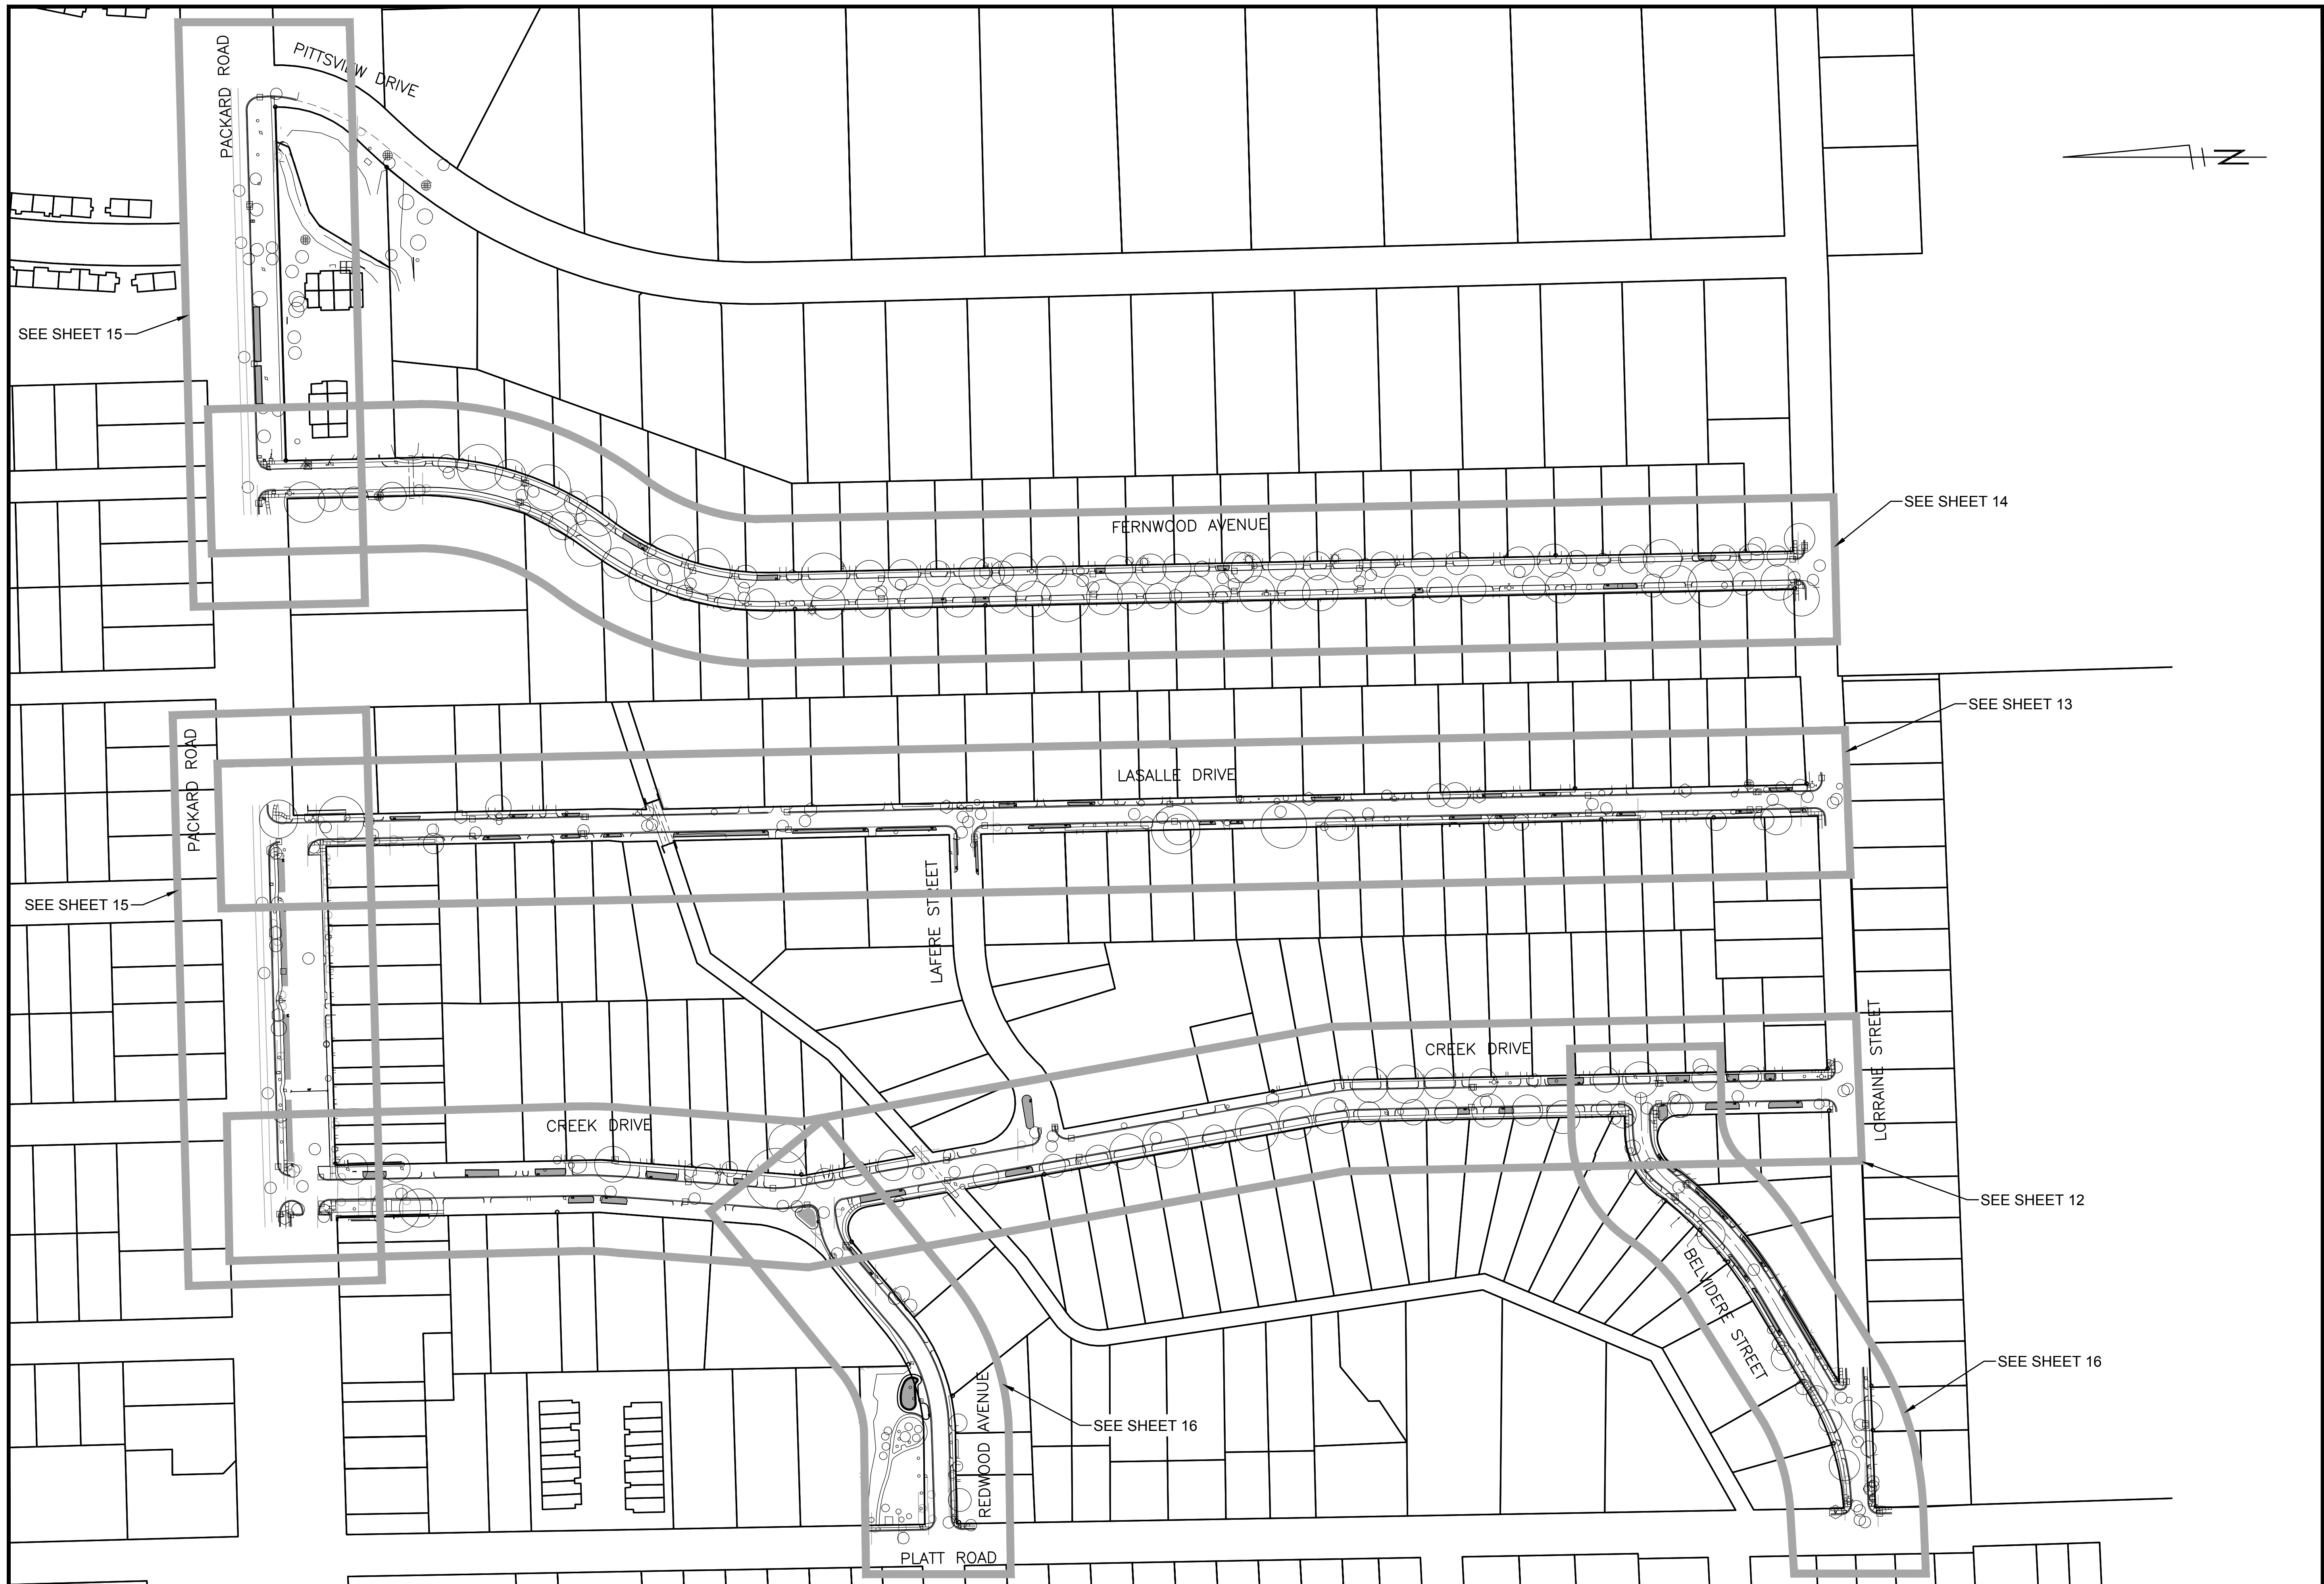 PITTSVIEW DRIVE
PACKARD ROAD
N
SEE SHEET 15
SEE SHEET 14
FERNWOOD AVENUE
SEE SHEET 13
PACKARD ROAD
LASALLE DRIVE
SEE SHEET 15
LAFERE STREET
LORRAINE STREET
CREEK DRIVE
CREEK DRIVE
SEE SHEET 12
BELVIDERE STREET
SEE SHEET 16
REDWOOD AVENUE
SEE SHEET 16
PLATT ROAD